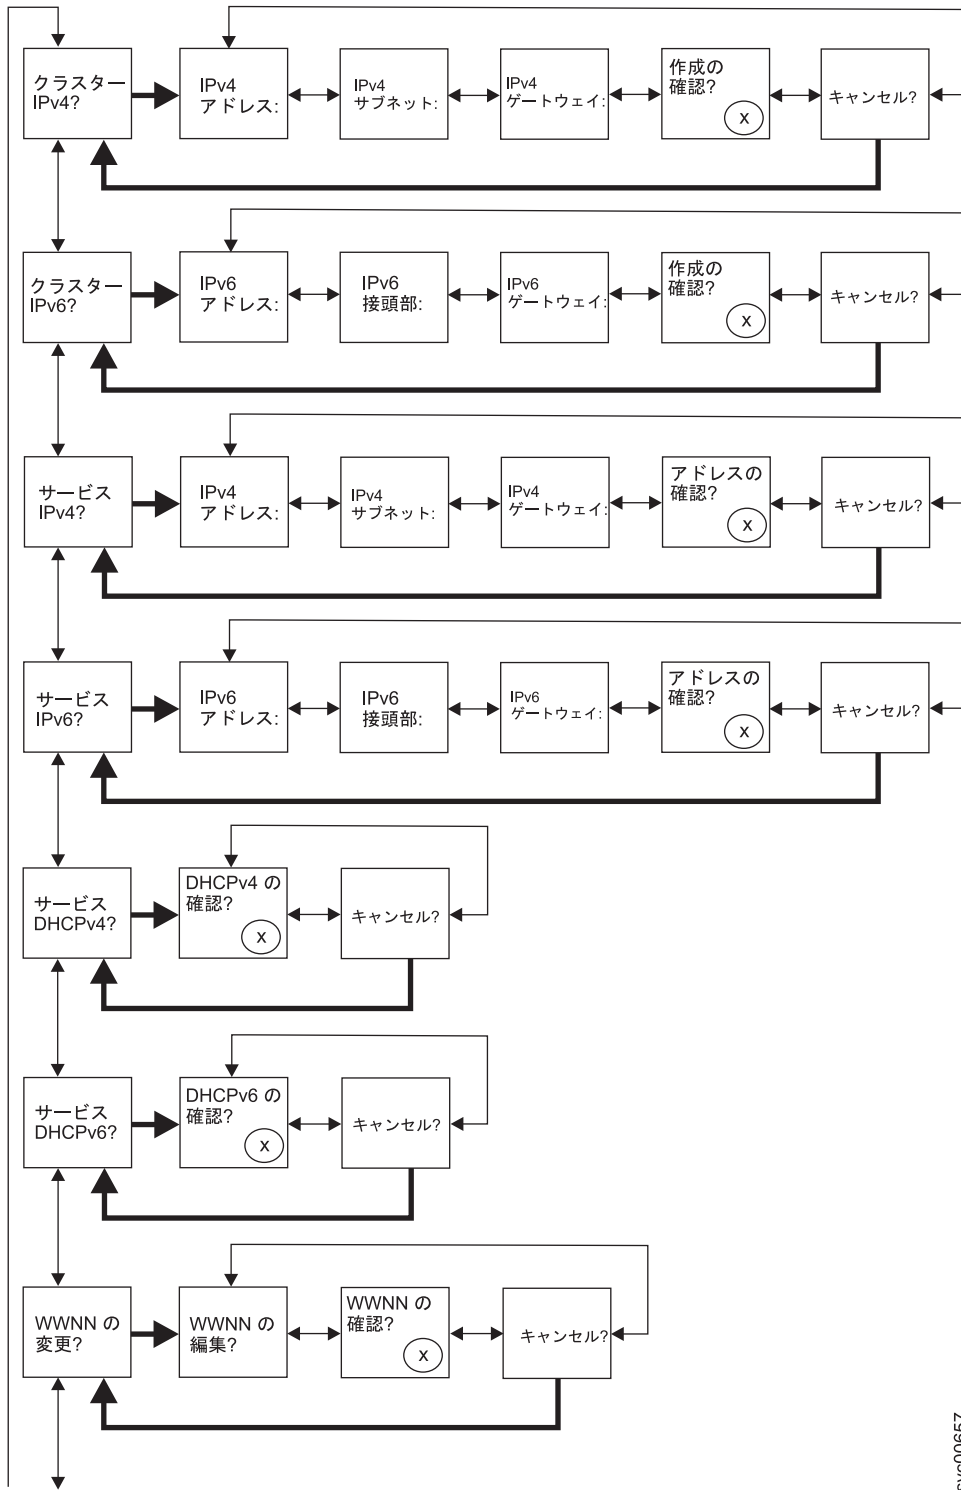 クラスター
IPv4?
IPv4
アドレス:
IPv4
サブネット:
IPv4
ゲートウェイ:
作成の
確認?
x
キャンセル?
クラスター
IPv6?
IPv6
アドレス:
IPv6
接頭部:
IPv6
ゲートウェイ:
作成の
確認?
x
キャンセル?
サービス
IPv4?
IPv4
アドレス:
IPv4
サブネット:
IPv4
ゲートウェイ:
アドレスの
確認?
x
キャンセル?
サービス
IPv6?
IPv6
アドレス:
IPv6
接頭部:
IPv6
ゲートウェイ:
アドレスの
確認?
x
キャンセル?
サービス
DHCPv4?
DHCPv4 の
確認?
x
キャンセル?
サービス
DHCPv6?
DHCPv6 の
確認?
x
キャンセル?
WWNN の
変更?
WWNN の
編集?
WWNN の
確認?
x
キャンセル?
svc00657